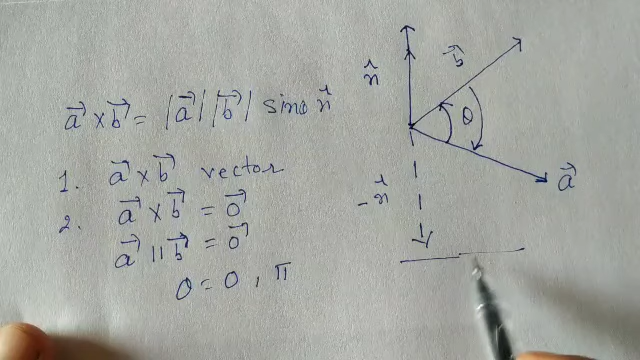 a⃗ × b⃗ = |a⃗| |b⃗| sinθ n̂
1. a⃗ × b⃗ vector
2. a⃗ × b⃗ = 0⃗
a⃗ || b⃗ = 0⃗
θ = 0, π
n̂
b⃗
θ
a⃗
-n̂